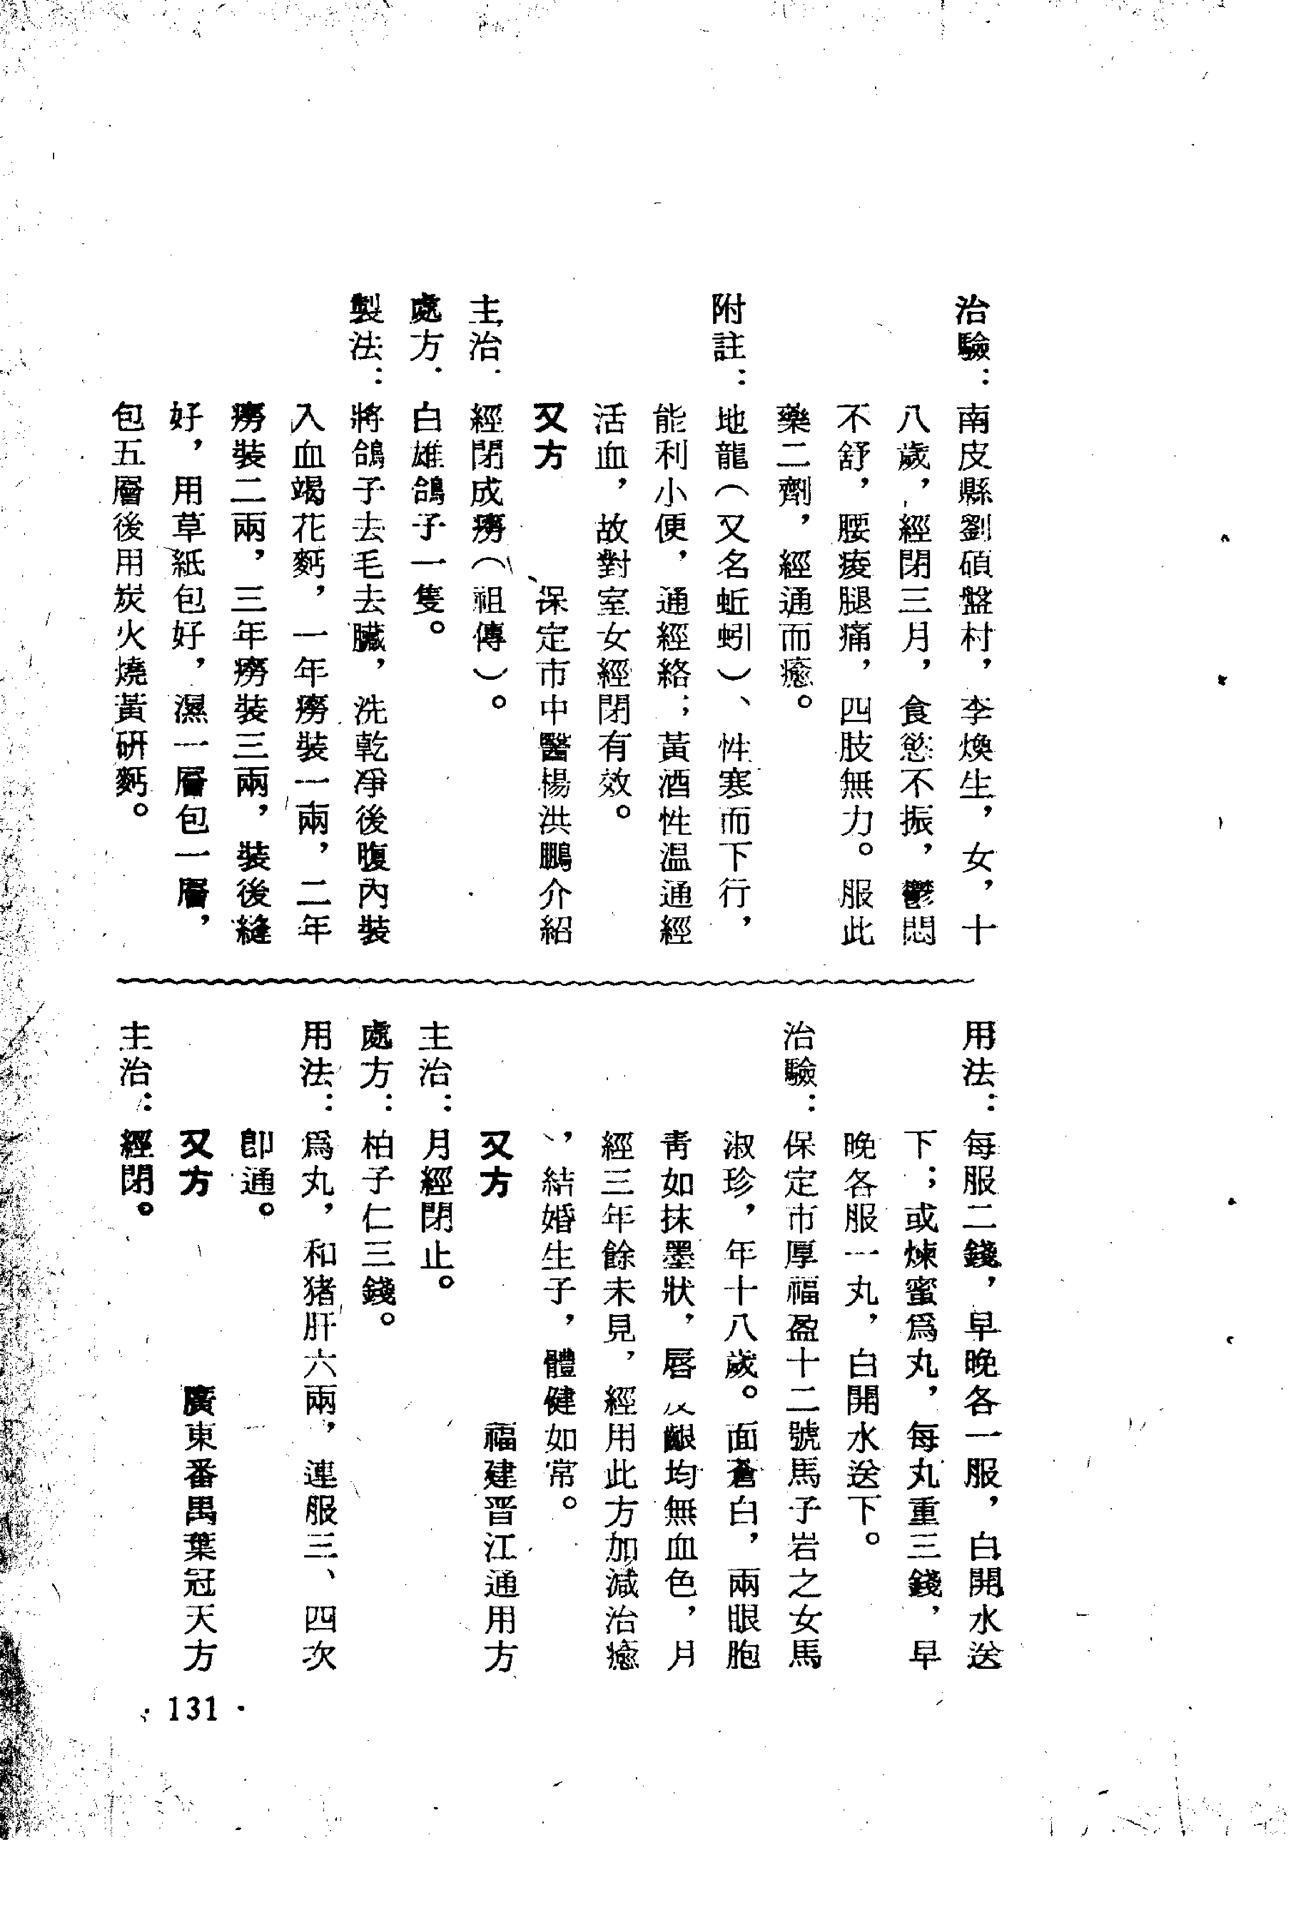 治驗：南皮縣劉碩盤村，李煥生，女，十
八歲，經閉三月，食慾不振，鬱悶
不舒，腰痠腿痛，四肢無力。服此
藥二劑，經通而癒。
附註：地龍（又名蚯蚓）、性寒而下行，
能利小便，通經絡；黃酒性温通經
活血，故對室女經閉有效。
又方　保定市中醫楊洪鵬介紹
主治．經閉成癆（祖傳）。
處方．白雄鴿子一隻。
製法：將鴿子去毛去臟，洗乾凈後腹內裝
入血竭花麪，一年癆裝一兩，二年
癆裝二兩，三年癆裝三兩，裝後縫
好，用草紙包好，濕一層包一層，
包五層後用炭火燒黃研麪。
用法：每服二錢，早晚各一服，白開水送
下；或煉蜜爲丸，每丸重三錢，早
晚各服一丸，白開水送下。
治驗：保定市厚福盈十二號馬子岩之女馬
淑珍，年十八歲。面蒼白，兩眼胞
靑如抹墨狀，唇及齦均無血色，月
經三年餘未見，經用此方加減治癒
，結婚生子，體健如常。
又方　福建晋江通用方
主治：月經閉止。
處方：柏子仁三錢。
用法：爲丸，和猪肝六兩，連服三、四次
卽通。
又方　廣東番禺葉冠天方
主治：經閉。
·131·